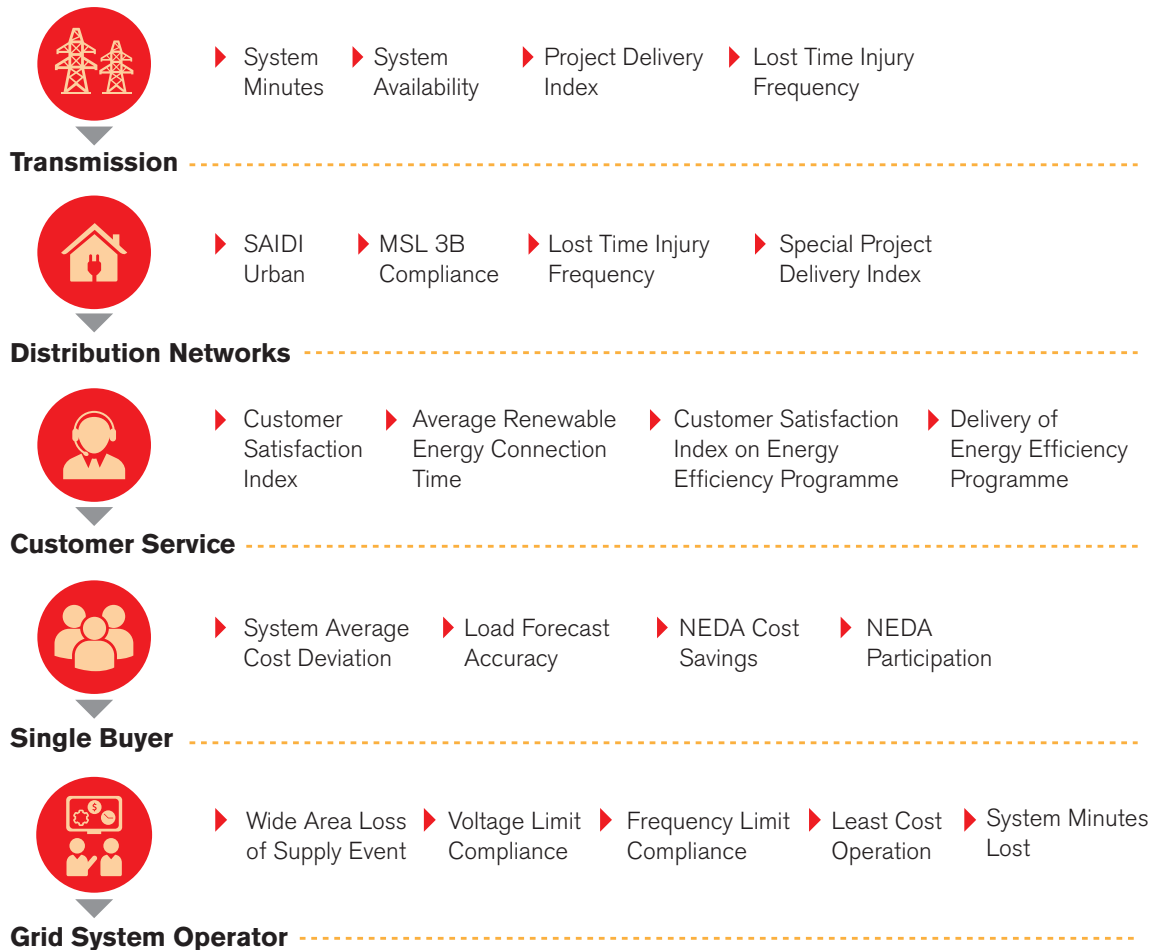 System
Minutes
System
Availability
Project Delivery
Index
Lost Time Injury
Frequency
Transmission
SAIDI
Urban
MSL 3B
Compliance
Lost Time Injury
Frequency
Special Project
Delivery Index
Distribution Networks
Customer
Satisfaction
Index
Average Renewable
Energy Connection
Time
Customer Satisfaction
Index on Energy
Efficiency Programme
Delivery of
Energy Efficiency
Programme
Customer Service
System Average
Cost Deviation
Load Forecast
Accuracy
NEDA Cost
Savings
NEDA
Participation
Single Buyer
Wide Area Loss
of Supply Event
Voltage Limit
Compliance
Frequency Limit
Compliance
Least Cost
Operation
System Minutes
Lost
Grid System Operator